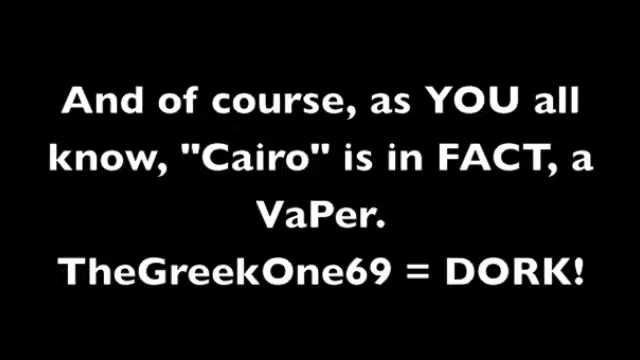 And of course, as YOU all
know, "Cairo" is in FACT, a
VaPer.
TheGreekOne69 = DORK!